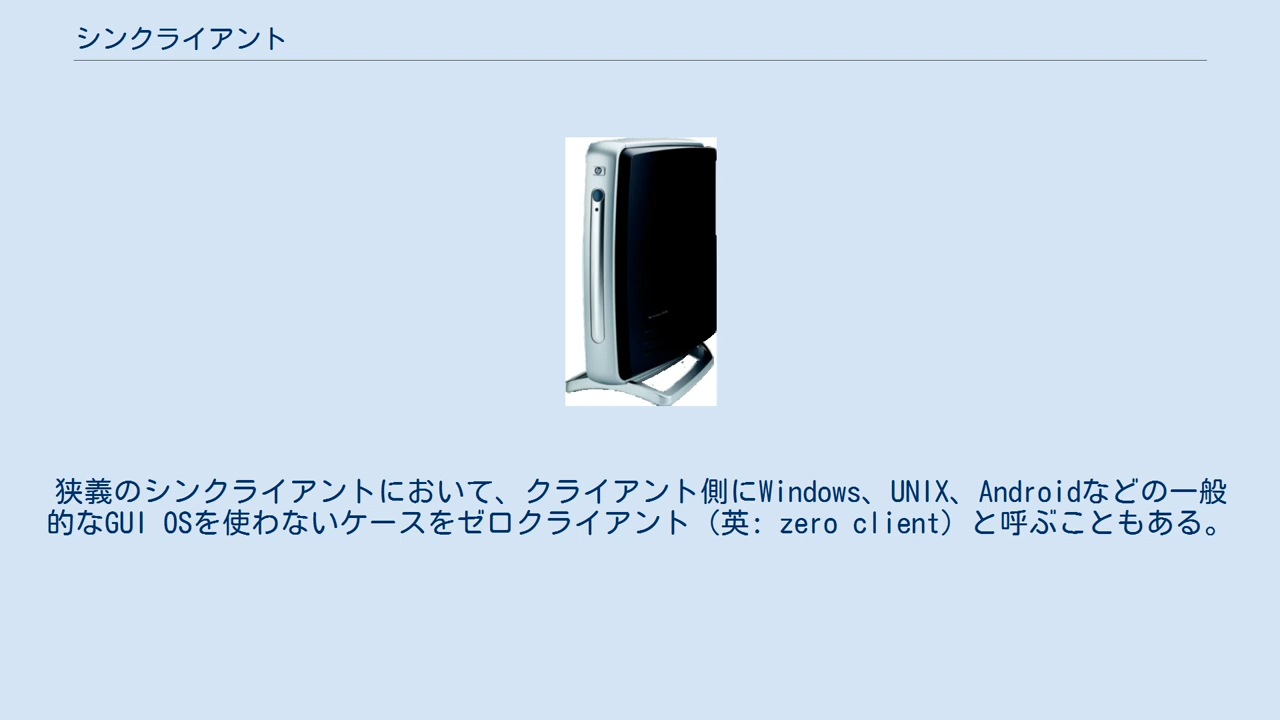 シンクライアント
狭義のシンクライアントにおいて、クライアント側にWindows、UNIX、Androidなどの一般
的なGUI OSを使わないケースをゼロクライアント（英: zero client）と呼ぶこともある。